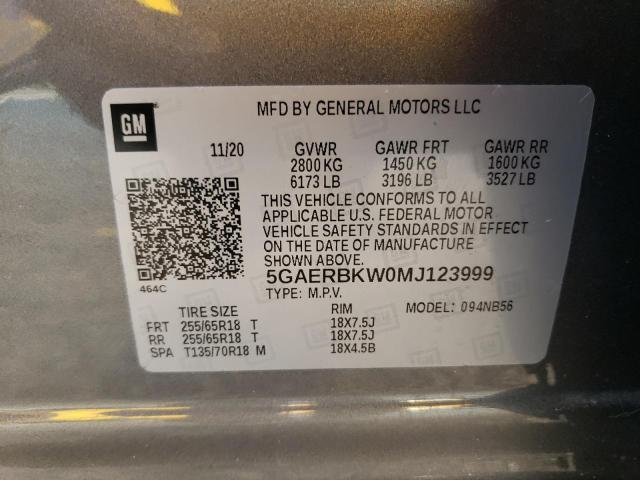 GM
MFD BY GENERAL MOTORS LLC
11/20 GVWR GAWR FRT GAWR RR
2800 KG 1450 KG 1600 KG
6173 LB 3196 LB 3527 LB
THIS VEHICLE CONFORMS TO ALL
APPLICABLE U.S. FEDERAL MOTOR
VEHICLE SAFETY STANDARDS IN EFFECT
ON THE DATE OF MANUFACTURE
SHOWN ABOVE.
464C
5GAERBKW0MJ123999
TYPE: M.P.V. MODEL: 094NB56
TIRE SIZE RIM
FRT 255/65R18 T 18X7.5J
RR 255/65R18 T 18X7.5J
SPA T135/70R18 M 18X4.5B